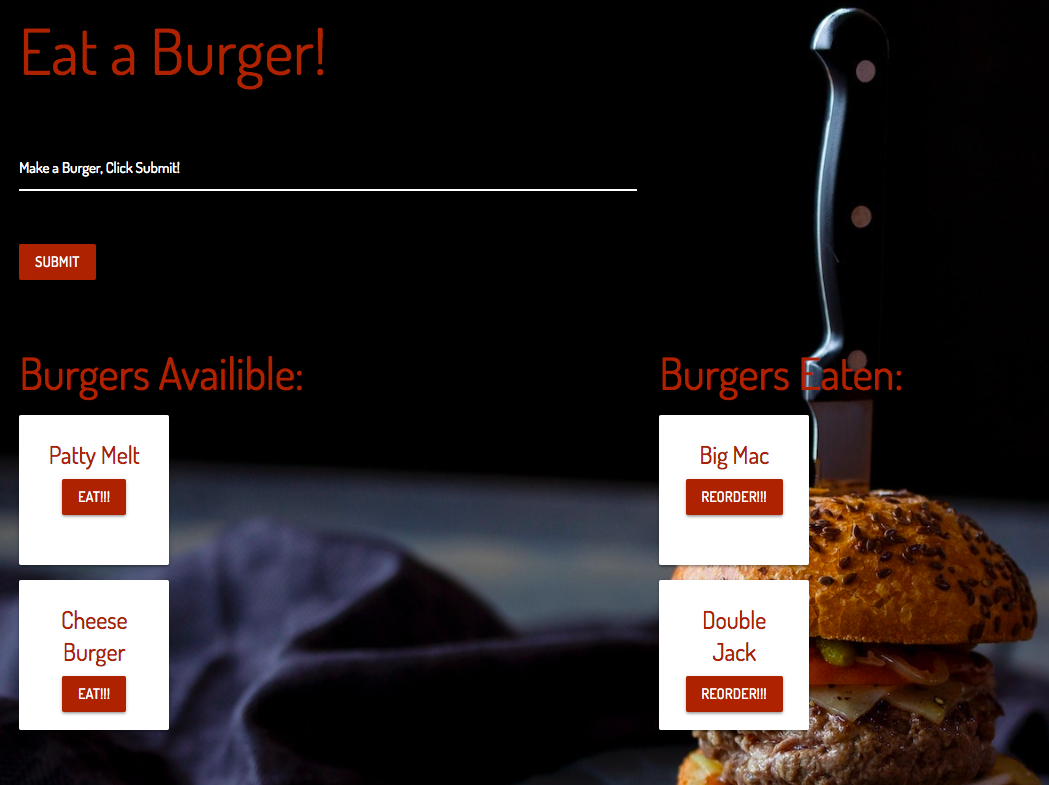 Eat a Burger!
Make a Burger, Click Submit!
SUBMIT
Burgers Availible:
Patty Melt
EAT!!!
Cheese
Burger
EAT!!!
Burgers Eaten:
Big Mac
REORDER!!!
Double
Jack
REORDER!!!